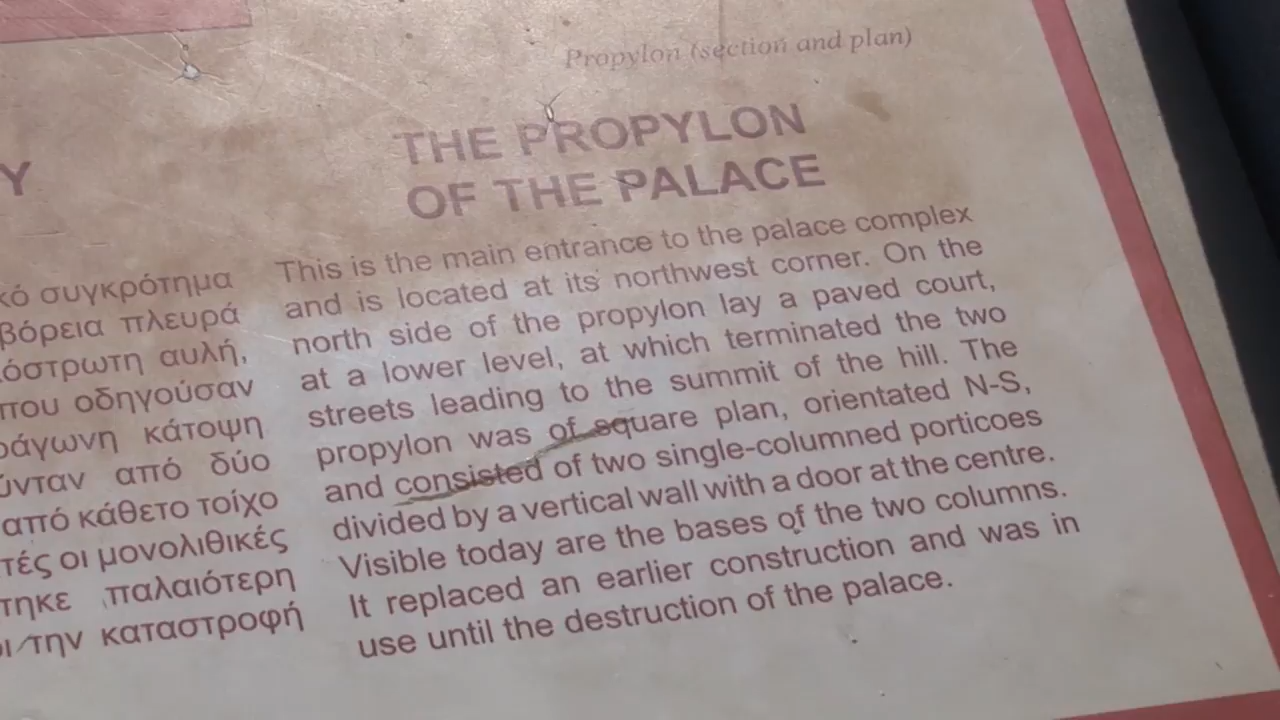 Propylon (section and plan)
Υ
κό συγκρότημα
βόρεια πλευρά
όστρωτη αυλή,
που οδηγούσαν
ράγωνη κάτοψη
ύνταν από δύο
από κάθετο τοίχο
τές οι μονολιθικές
τηκε παλαιότερη
ι την καταστροφή
THE PROPYLON
OF THE PALACE
This is the main entrance to the palace complex
and is located at its northwest corner. On the
north side of the propylon lay a paved court,
at a lower level, at which terminated the two
streets leading to the summit of the hill. The
propylon was of square plan, orientated N-S,
and consisted of two single-columned porticoes
divided by a vertical wall with a door at the centre.
Visible today are the bases of the two columns.
It replaced an earlier construction and was in
use until the destruction of the palace.